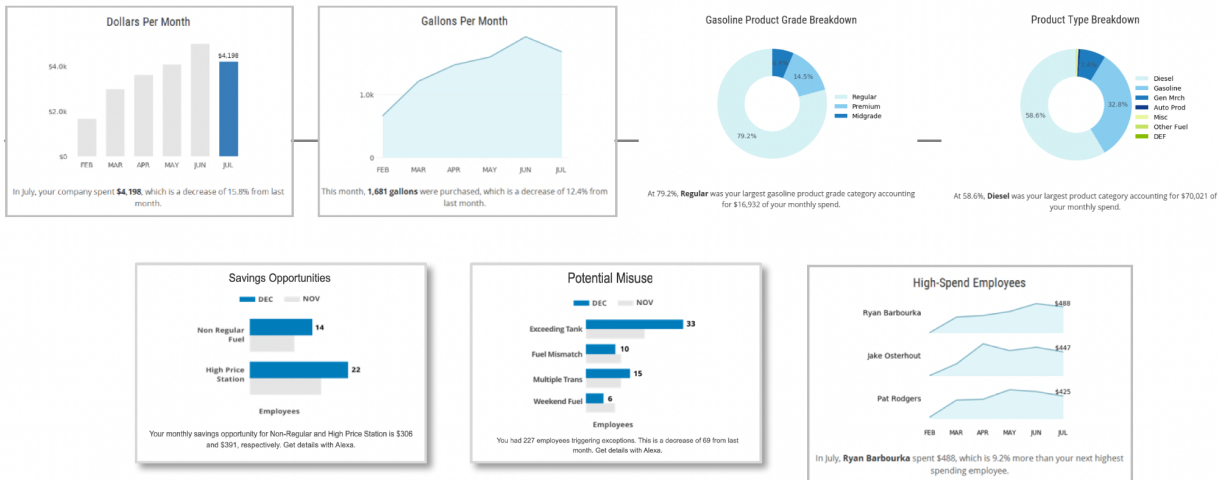 Dollars Per Month
$4,198
$4.0k
$2.0k
$0
FEB MAR APR MAY JUN JUL
In July, your company spent $4,198, which is a decrease of 15.8% from last
month.
Gallons Per Month
1.0k
0
FEB MAR APR MAY JUN JUL
This month, 1,681 gallons were purchased, which is a decrease of 12.4% from
last month.
Gasoline Product Grade Breakdown
14.5%
79.2%
Regular
Premium
Midgrade
At 79.2%, Regular was your largest gasoline product grade category accounting
for $16,932 of your monthly spend.
Product Type Breakdown
32.8%
58.6%
Diesel
Gasoline
Gen Mrch
Auto Prod
Misc
Other Fuel
DEF
At 58.6%, Diesel was your largest product category accounting for $70,021 of
your monthly spend.
Savings Opportunities
DEC NOV
Non Regular
Fuel
14
High Price
Station
22
Employees
Your monthly savings opportunity for Non-Regular and High Price Station is $306
and $391, respectively. Get details with Alexa.
Potential Misuse
DEC NOV
Exceeding Tank 33
Fuel Mismatch 10
Multiple Trans 15
Weekend Fuel 6
Employees
You had 227 employees triggering exceptions. This is a decrease of 69 from last
month. Get details with Alexa.
High-Spend Employees
Ryan Barbourka $488
Jake Osterhout $447
Pat Rodgers $425
FEB MAR APR MAY JUN JUL
In July, Ryan Barbourka spent $488, which is 9.2% more than your next highest
spending employee.